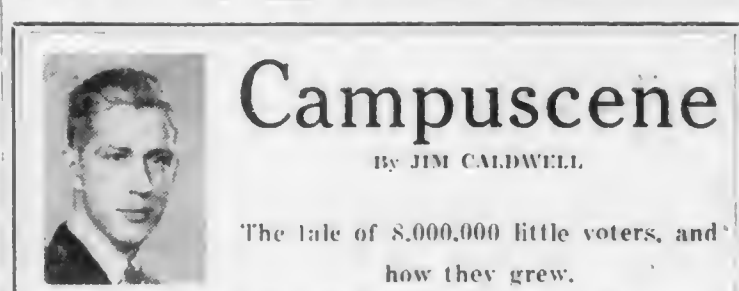 Campuscene
By JIM CALDWELL
The tale of 8,000,000 little voters, and
how they grew.